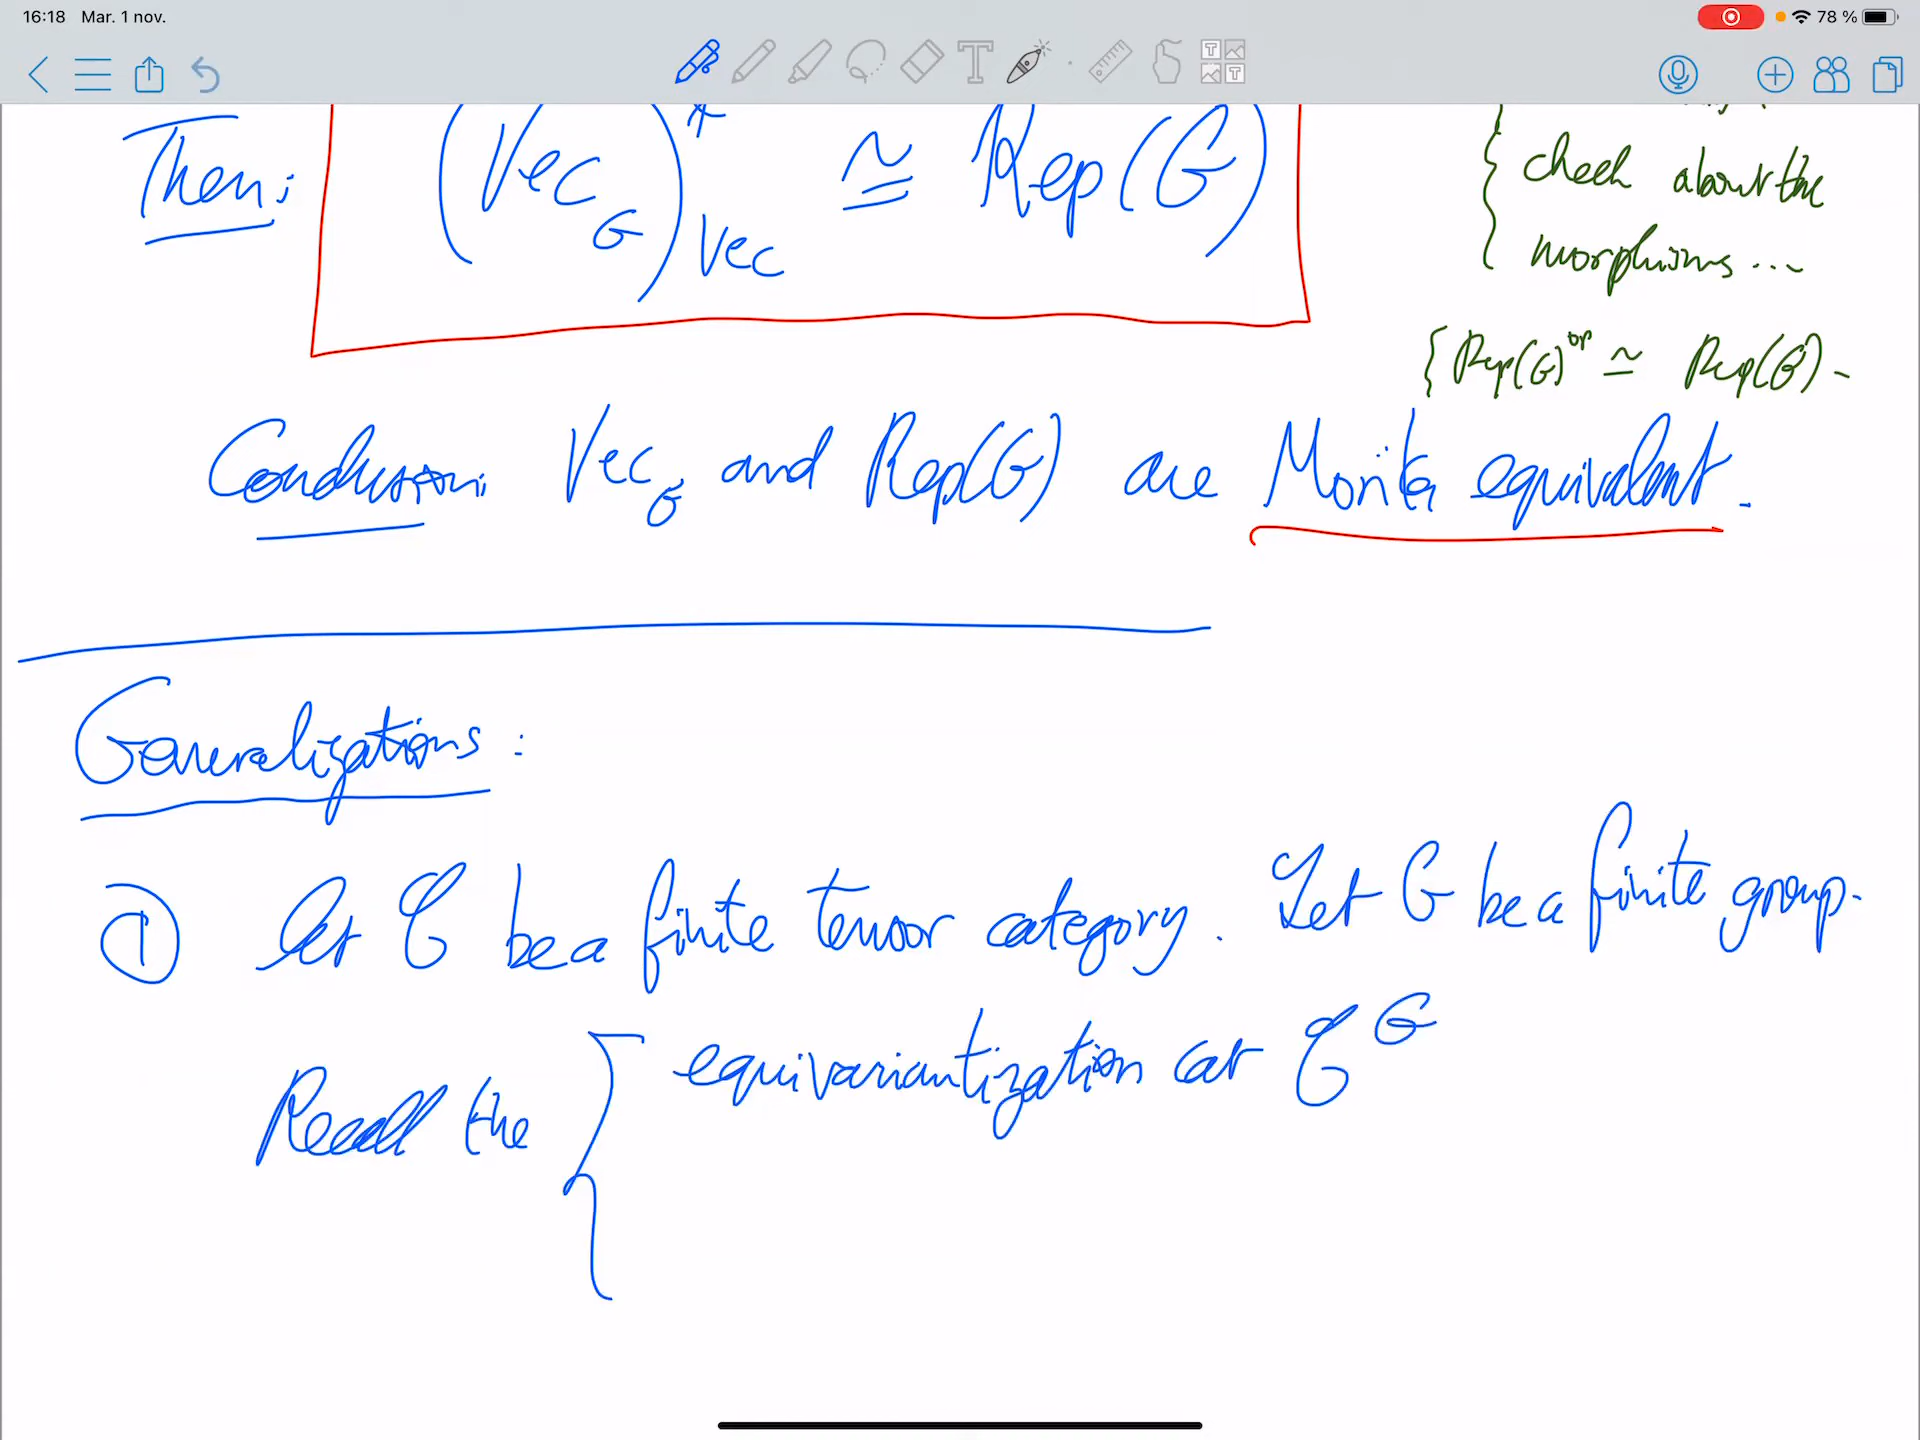 16:18 Mar. 1 nov. 78 %
Then: (Vec_G)^*_Vec ≅ Rep(G)
check about the
morphisms ...
{Rep(G)^op ≃ Rep(G) -
Conclusion: Vec_G and Rep(G) are Morita equivalent.
Generalizations:
① let 𝒞 be a finite tensor category. Let G be a finite group.
Recall the { equivariantization cat 𝒞^G